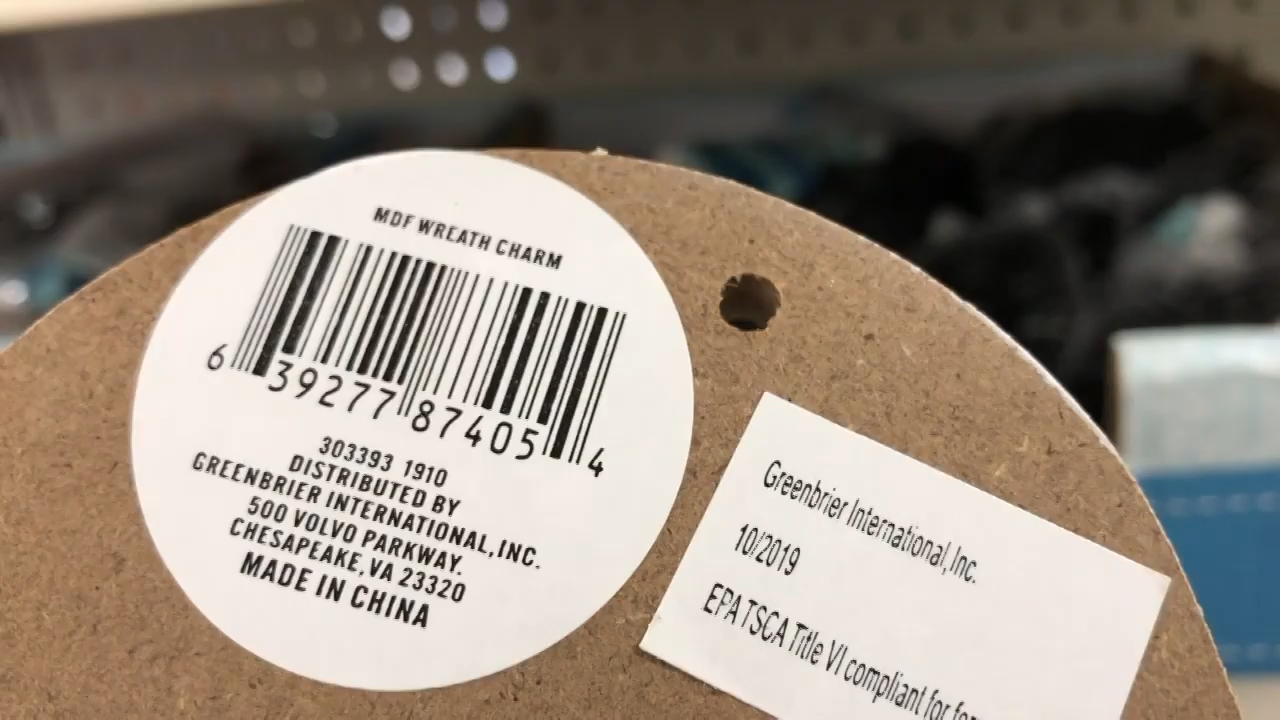 MDF WREATH CHARM
6 39277 87405 4
303393 1910
DISTRIBUTED BY
GREENBRIER INTERNATIONAL,INC.
500 VOLVO PARKWAY.
CHESAPEAKE,VA 23320
MADE IN CHINA
Greenbrier International, Inc.
10/2019
EPA TSCA Title VI compliant for